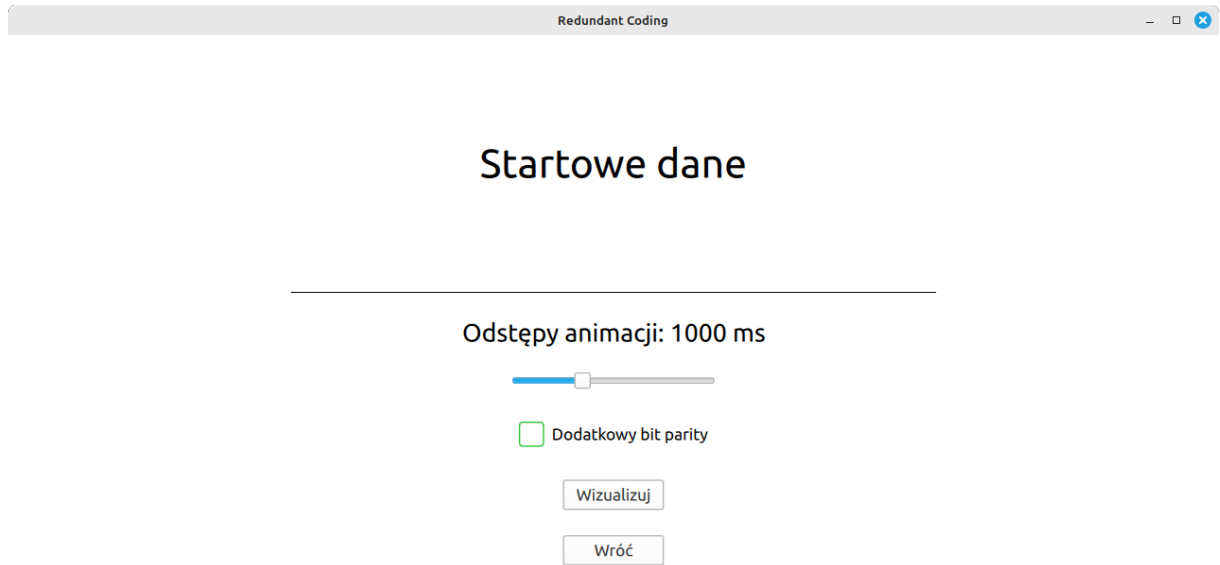 Redundant Coding
Startowe dane
Odstępy animacji: 1000 ms
Dodatkowy bit parity
Wizualizuj
Wróć